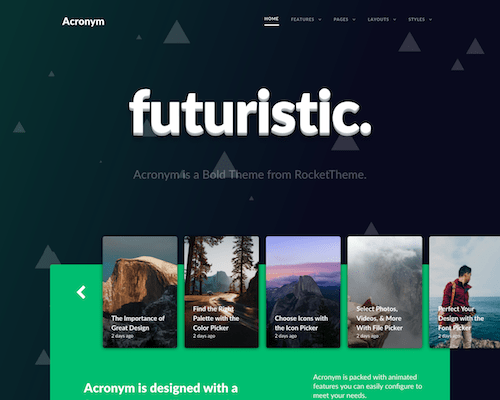 Acronym
HOME FEATURES PAGES LAYOUTS STYLES
futuristic.
Acronym is a Bold Theme from RocketTheme.
The Importance of
Great Design
2 days ago
Find the Right
Palette with the
Color Picker
2 days ago
Choose Icons with
the Icon Picker
2 days ago
Select Photos,
Videos, & More
With File Picker
2 days ago
Perfect Your
Design with the
Font Picker
2 days ago
Acronym is designed with a
Acronym is packed with animated
features you can easily configure to
meet your needs.